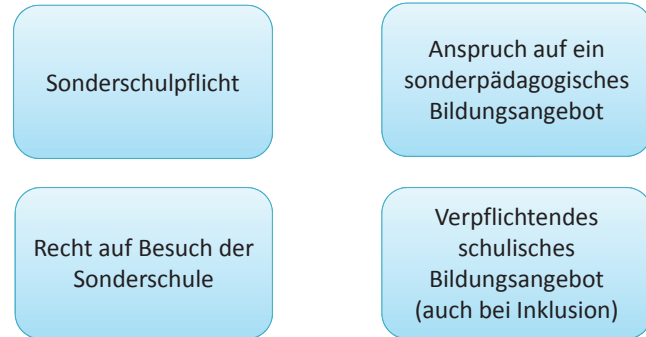 Sonderschulpflicht
Anspruch auf ein
sonderpädagogisches
Bildungsangebot
Recht auf Besuch der
Sonderschule
Verpflichtendes
schulisches
Bildungsangebot
(auch bei Inklusion)